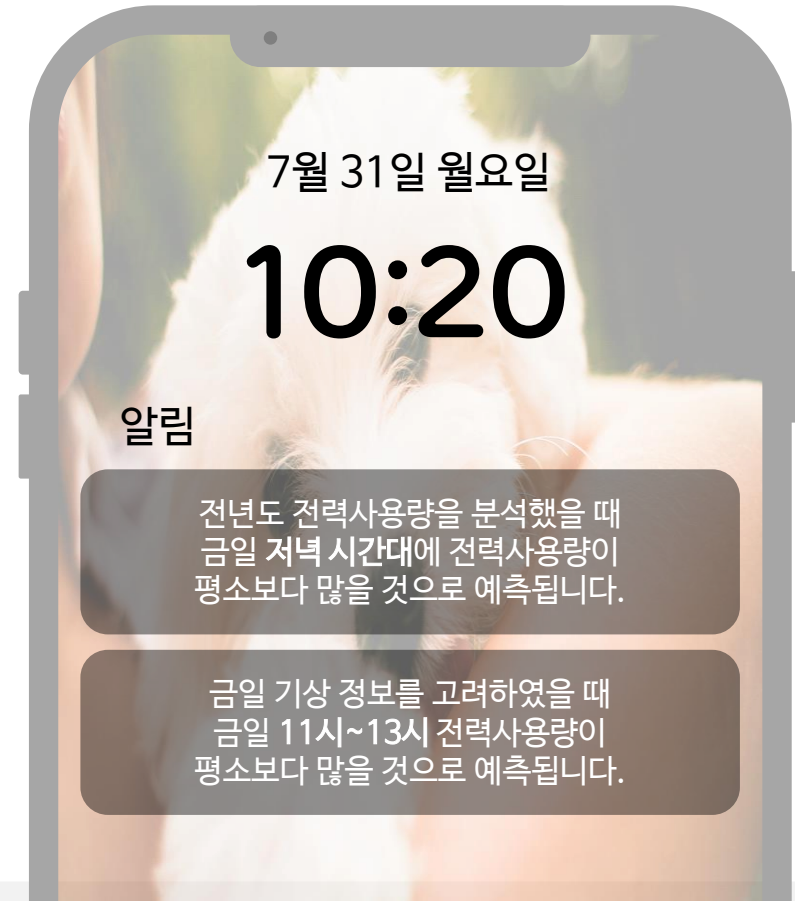 7월 31일 월요일
10:20
알림
전년도 전력사용량을 분석했을 때
금일 저녁 시간대에 전력사용량이
평소보다 많을 것으로 예측됩니다.
금일 기상 정보를 고려하였을 때
금일 11시~13시 전력사용량이
평소보다 많을 것으로 예측됩니다.